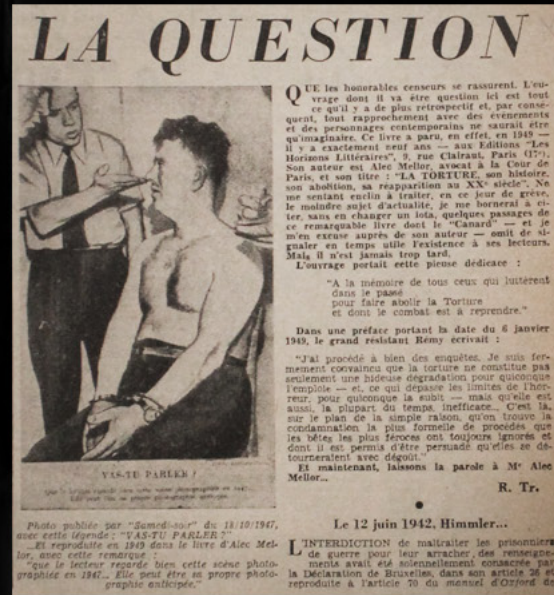 LA QUESTION
QUE les honorables censeurs se rassurent. L'ou-
vrage dont il va être question ici est tout
ce qu'il y a de plus rétrospectif et, par consé-
quent, tout rapprochement avec des événements
et des personnages contemporains ne saurait être
qu'imaginaire. Ce livre a paru, en effet, en 1949 —
il y a exactement neuf ans — aux Editions "Les
Horizons Littéraires", 9, rue Clairaut, Paris (17e).
Son auteur est Alec Mellor, avocat à la Cour de
Paris, et son titre : "LA TORTURE, son histoire,
son abolition, sa réapparition au XXe siècle". Ne
me sentant enclin à traiter, en ce jour de grève,
le moindre sujet d'actualité, je me bornerai à ci-
ter, sans en changer un iota, quelques passages de
ce remarquable livre dont le "Canard" — et je
m'en excuse auprès de son auteur — omit de si-
gnaler en temps utile l'existence à ses lecteurs.
Mais il n'est jamais trop tard.
L'ouvrage portait cette pieuse dédicace :
"A la mémoire de tous ceux qui luttèrent
dans le passé
pour faire abolir la Torture
et dont le combat est à reprendre."
Dans une préface portant la date du 6 janvier
1949, le grand résistant Rémy écrivait :
"J'ai procédé à bien des enquêtes. Je suis fer-
mement convaincu que la torture ne constitue pas
seulement une hideuse dégradation pour quiconque
l'emploie — et, ce qui dépasse les limites de l'hor-
reur, pour quiconque la subit — mais qu'elle est
aussi, la plupart du temps, inefficace... C'est là,
sur le plan de la simple raison, qu'on trouve la
condamnation la plus formelle de procédés que
les bêtes les plus féroces ont toujours ignorés et
dont il est permis d'être persuadé qu'elles se dé-
tourneraient avec dégoût."
Et maintenant, laissons la parole à Me Alec
Mellor...
R. Tr.
VAS-TU PARLER ?
Photo publiée par "Samedi-soir" du 18/10/1947,
avec cette légende : "VAS-TU PARLER ?"
...Et reproduite en 1949 dans le livre d'Alec Mel-
lor, avec cette remarque :
"que le lecteur regarde bien cette scène photo-
graphiée en 1947... Elle peut être sa propre photo-
graphie anticipée."
Le 12 juin 1942, Himmler...
L'INTERDICTION de maltraiter les prisonniers
de guerre pour leur arracher des renseigne-
ments avait été solennellement consacrée par
la Déclaration de Bruxelles, dans son article 28 et
reproduite à l'article 70 du manuel d'Oxford de